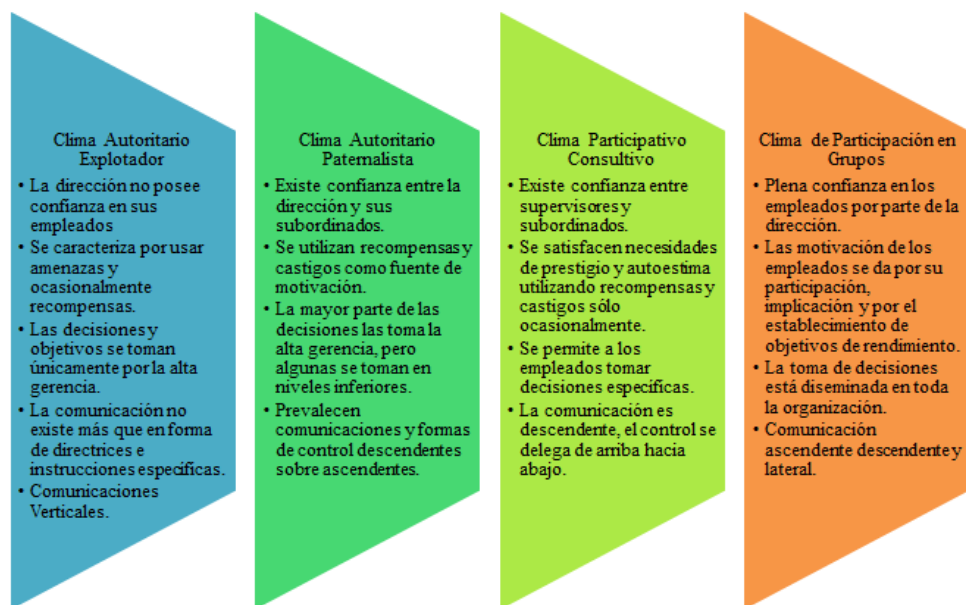 Clima Autoritario
Explotador
• La dirección no posee
confianza en sus
empleados
• Se caracteriza por usar
amenazas y
ocasionalmente
recompensas.
• Las decisiones y
objetivos se toman
únicamente por la alta
gerencia.
• La comunicación no
existe más que en forma
de directrices e
instrucciones específicas.
• Comunicaciones
Verticales.
Clima Autoritario
Paternalista
• Existe confianza entre la
dirección y sus
subordinados.
• Se utilizan recompensas y
castigos como fuente de
motivación.
• La mayor parte de las
decisiones las toma la
alta gerencia, pero
algunas se toman en
niveles inferiores.
• Prevalecen
comunicaciones y formas
de control descendentes
sobre ascendentes.
Clima Participativo
Consultivo
• Existe confianza entre
supervisores y
subordinados.
• Se satisfacen necesidades
de prestigio y autoestima
utilizando recompensas y
castigos sólo
ocasionalmente.
• Se permite a los
empleados tomar
decisiones específicas.
• La comunicación es
descendente, el control se
delega de arriba hacia
abajo.
Clima de Participación en
Grupos
• Plena confianza en los
empleados por parte de la
dirección.
• Las motivación de los
empleados se da por su
participación,
implicación y por el
establecimiento de
objetivos de rendimiento.
• La toma de decisiones
está diseminada en toda
la organización.
• Comunicación
ascendente descendente y
lateral.